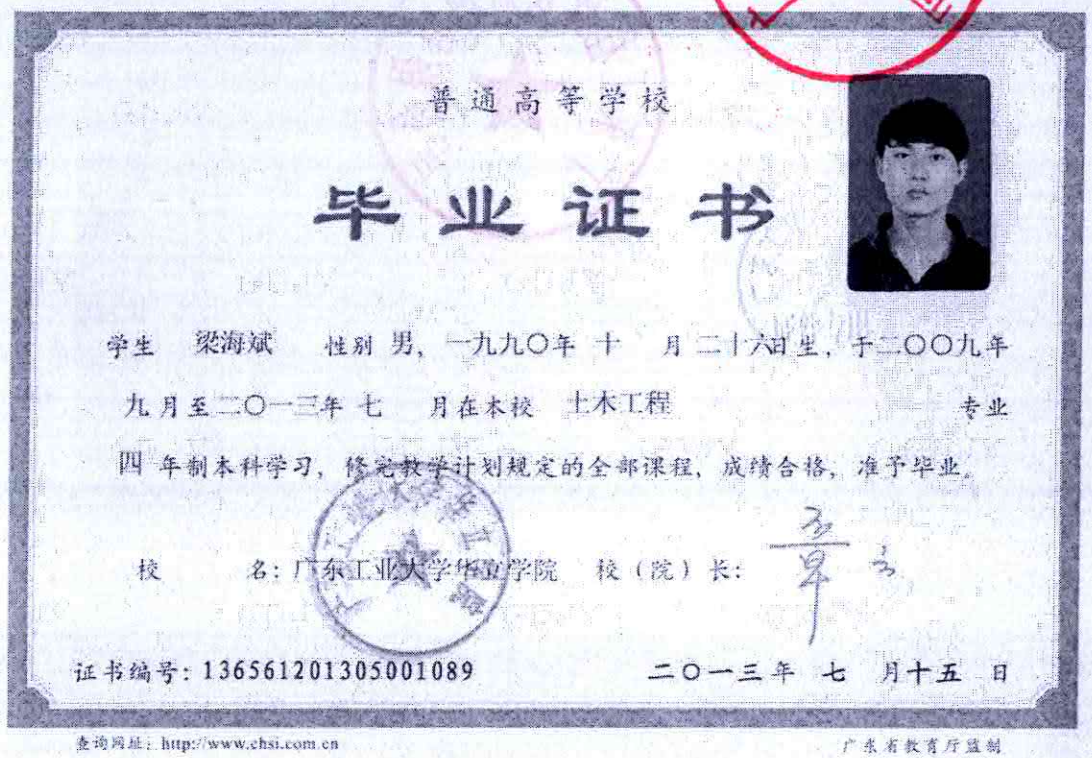 普通高等学校
毕业证书
学生 梁海斌 性别 男，一九九〇年 十 月 二十六日生，于二〇〇九年
九月至二〇一三年 七 月在本校 土木工程 专业
四 年制本科学习，修完教学计划规定的全部课程，成绩合格，准予毕业。
校 名：广东工业大学华立学院 校（院）长：
证书编号：136561201305001089 二〇一三年 七 月十五 日
查询网址：http://www.chsi.com.cn 广东省教育厅监制